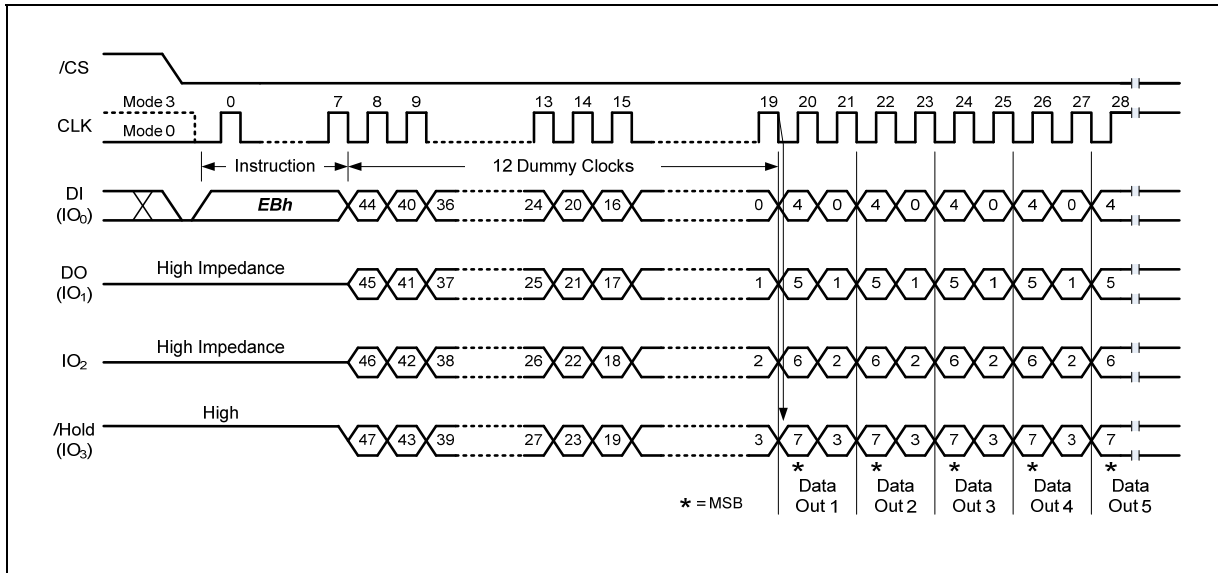 /CS
Mode 3 0 7 8 9 13 14 15 19 20 21 22 23 24 25 26 27 28
CLK
Mode 0
Instruction 12 Dummy Clocks
DI
(IO0) EBh 44 40 36 24 20 16 0 4 0 4 0 4 0 4 0 4
DO
(IO1) High Impedance 45 41 37 25 21 17 1 5 1 5 1 5 1 5 1 5
IO2 High Impedance 46 42 38 26 22 18 2 6 2 6 2 6 2 6 2 6
/Hold
(IO3) High 47 43 39 27 23 19 3 7 3 7 3 7 3 7 3 7
* * * * *
* = MSB
Data Out 1
Data Out 2
Data Out 3
Data Out 4
Data Out 5